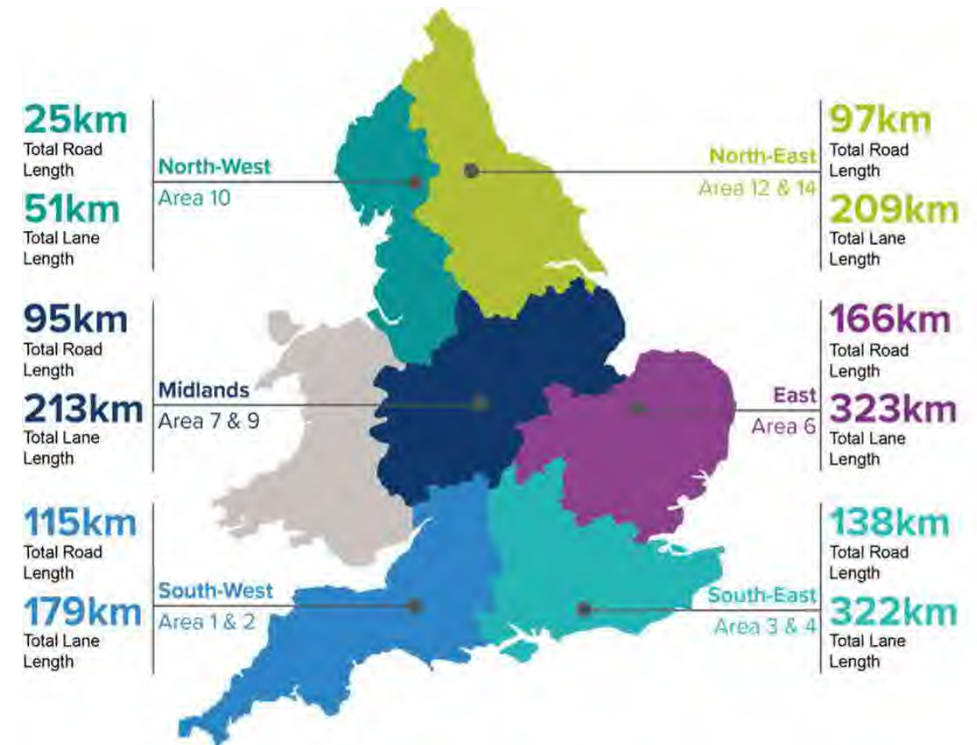 25km
Total Road
Length
51km
Total Lane
Length
North-West
Area 10
97km
Total Road
Length
209km
Total Lane
Length
North-East
Area 12 & 14
95km
Total Road
Length
213km
Total Lane
Length
Midlands
Area 7 & 9
166km
Total Road
Length
323km
Total Lane
Length
East
Area 6
115km
Total Road
Length
179km
Total Lane
Length
South-West
Area 1 & 2
138km
Total Road
Length
322km
Total Lane
Length
South-East
Area 3 & 4